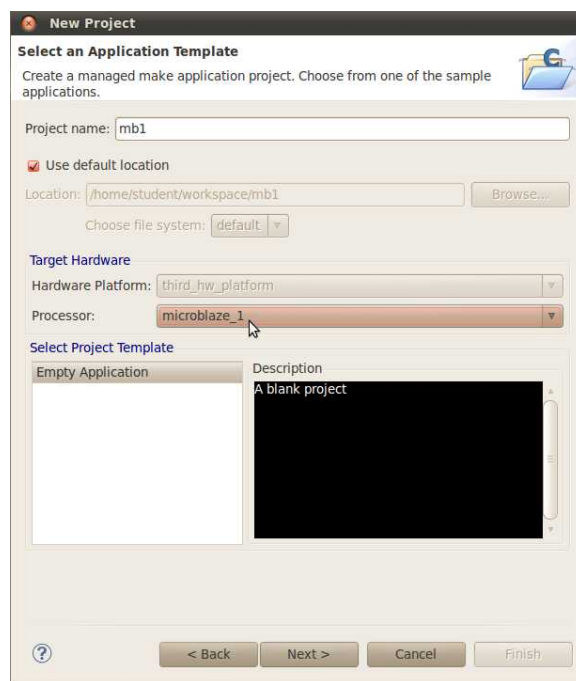 New Project
Select an Application Template
Create a managed make application project. Choose from one of the sample
applications.
Project name: mb1
Use default location
Location: /home/student/workspace/mb1 Browse...
Choose file system: default
Target Hardware
Hardware Platform: third_hw_platform
Processor: microblaze_1
Select Project Template
Empty Application
Description
A blank project
? < Back Next > Cancel Finish